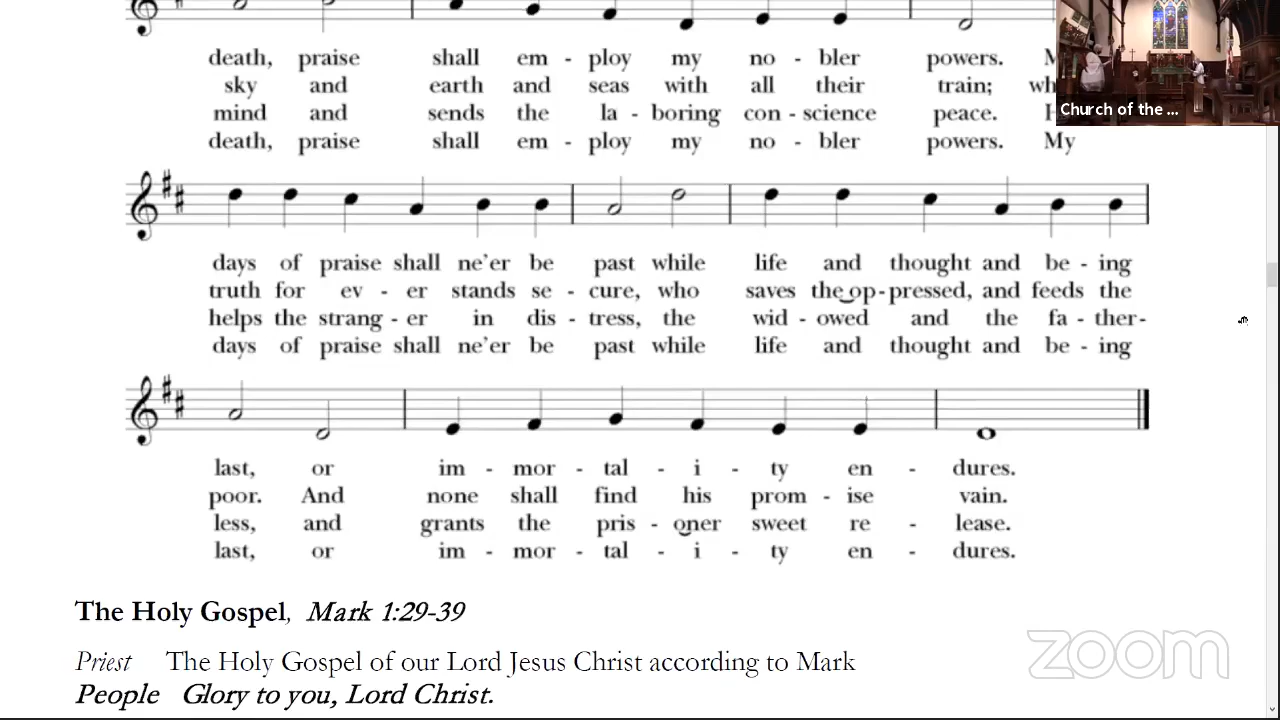 death, praise shall em - ploy my no - bler powers.
sky and earth and seas with all their train;
mind and sends the la - boring con - science peace.
death, praise shall em - ploy my no - bler powers. My
Church of the ...
days of praise shall ne'er be past while life and thought and be - ing
truth for ev - er stands se - cure, who saves the op - pressed, and feeds the
helps the strang - er in dis - tress, the wid - owed and the fa - ther-
days of praise shall ne'er be past while life and thought and be - ing
last, or im - mor - tal - i - ty en - dures.
poor. And none shall find his prom - ise vain.
less, and grants the pris - oner sweet re - lease.
last, or im - mor - tal - i - ty en - dures.
The Holy Gospel, Mark 1:29-39
Priest The Holy Gospel of our Lord Jesus Christ according to Mark
People Glory to you, Lord Christ.
zoom